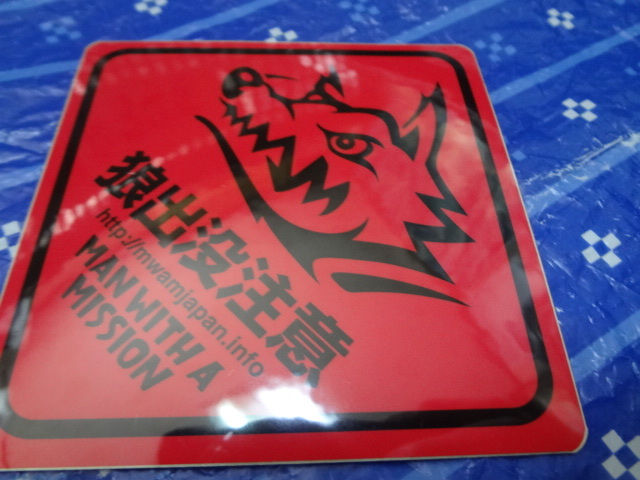 狼出没注意
http://mwamjapan.info
MAN WITH A
MISSION